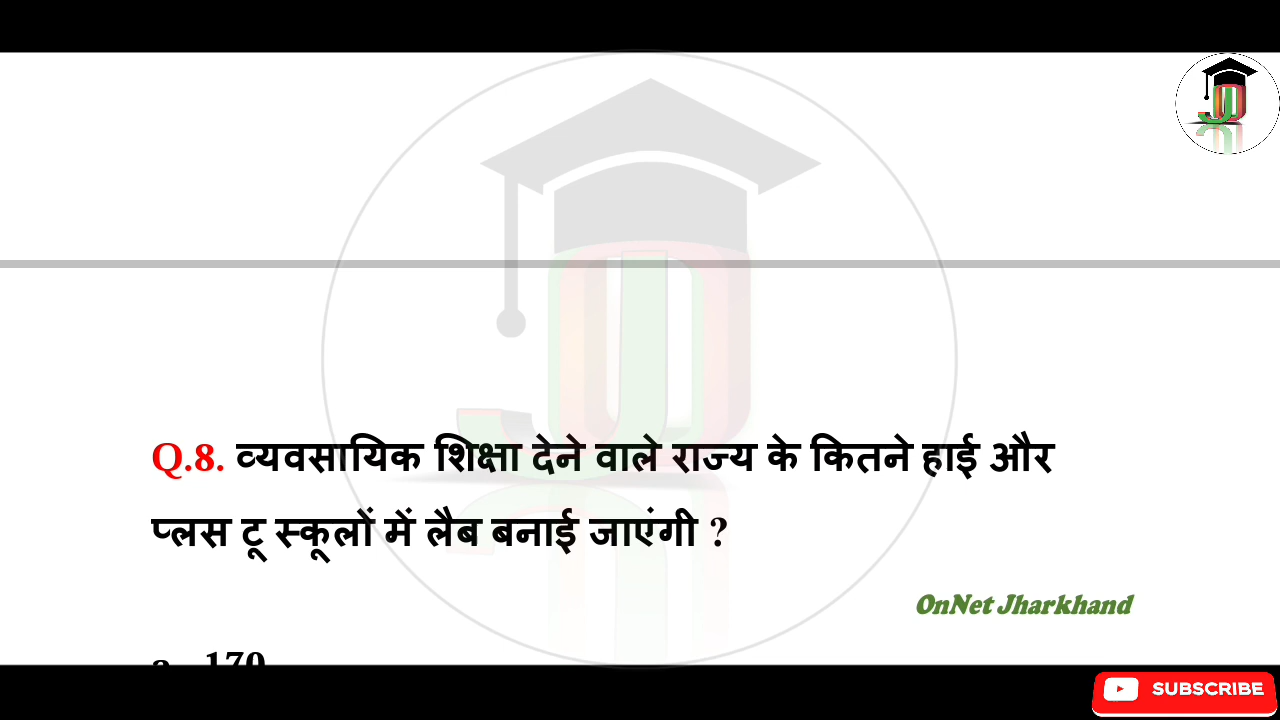 Q.8. व्यवसायिक शिक्षा देने वाले राज्य के कितने हाई और
प्लस टू स्कूलों में लैब बनाई जाएंगी ?
OnNet Jharkhand
a. 170
SUBSCRIBE